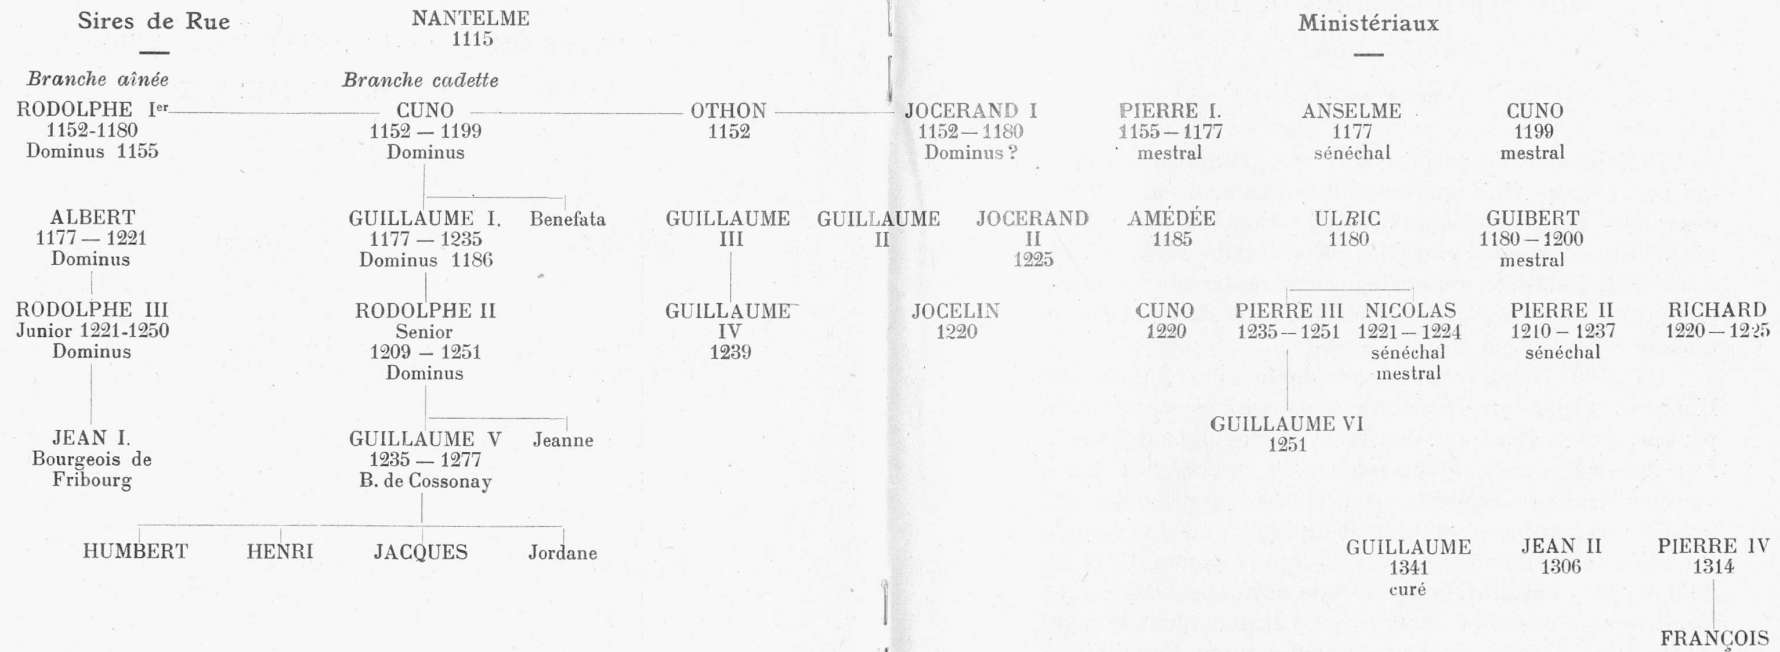 Sires de Rue
NANTELME
1115
Ministériaux
Branche aînée
Branche cadette
RODOLPHE Ier
1152-1180
Dominus 1155
CUNO
1152 — 1199
Dominus
OTHON
1152
JOCERAND I
1152 — 1180
Dominus ?
PIERRE I.
1155 — 1177
mestral
ANSELME
1177
sénéchal
CUNO
1199
mestral
ALBERT
1177 — 1221
Dominus
GUILLAUME I.
1177 — 1235
Dominus 1186
Benefata
GUILLAUME
III
GUILLAUME
II
JOCERAND
II
1225
AMÉDÉE
1185
ULRIC
1180
GUIBERT
1180 — 1200
mestral
RODOLPHE III
Junior 1221-1250
Dominus
RODOLPHE II
Senior
1209 — 1251
Dominus
GUILLAUME
IV
1239
JOCELIN
1220
CUNO
1220
PIERRE III
1235 — 1251
NICOLAS
1221 — 1224
sénéchal
mestral
PIERRE II
1210 — 1237
sénéchal
RICHARD
1220 — 1225
JEAN I.
Bourgeois de
Fribourg
GUILLAUME V
1235 — 1277
B. de Cossonay
Jeanne
GUILLAUME VI
1251
HUMBERT
HENRI
JACQUES
Jordane
GUILLAUME
1341
curé
JEAN II
1306
PIERRE IV
1314
FRANÇOIS